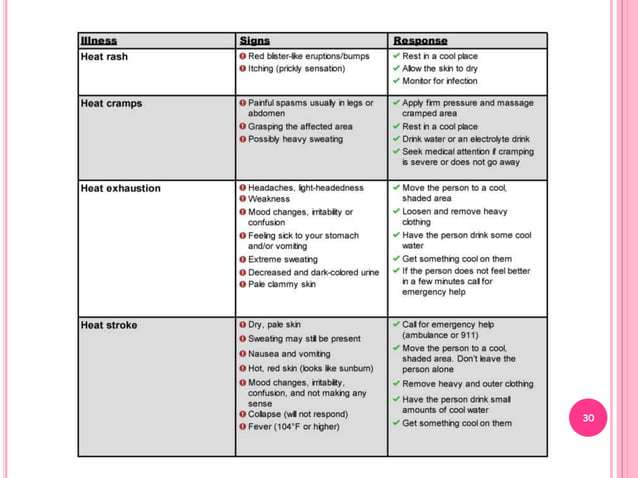 Illness Signs Response
Heat rash
Red blister-like eruptions/bumps
Itching (prickly sensation)
Rest in a cool place
Allow the skin to dry
Monitor for infection
Heat cramps
Painful spasms usually in legs or
abdomen
Grasping the affected area
Possibly heavy sweating
Apply firm pressure and massage
cramped area
Rest in a cool place
Drink water or an electrolyte drink
Seek medical attention if cramping
is severe or does not go away
Heat exhaustion
Headaches, light-headedness
Weakness
Mood changes, irritability or
confusion
Feeling sick to your stomach
and/or vomiting
Extreme sweating
Decreased and dark-colored urine
Pale clammy skin
Move the person to a cool,
shaded area
Loosen and remove heavy
clothing
Have the person drink some cool
water
Get something cool on them
If the person does not feel better
in a few minutes call for
emergency help
Heat stroke
Dry, pale skin
Sweating may still be present
Nausea and vomiting
Hot, red skin (looks like sunburn)
Mood changes, irritability,
confusion, and not making any
sense
Collapse (will not respond)
Fever (104°F or higher)
Call for emergency help
(ambulance or 911)
Move the person to a cool,
shaded area. Don't leave the
person alone
Remove heavy and outer clothing
Have the person drink small
amounts of cool water
Get something cool on them
30